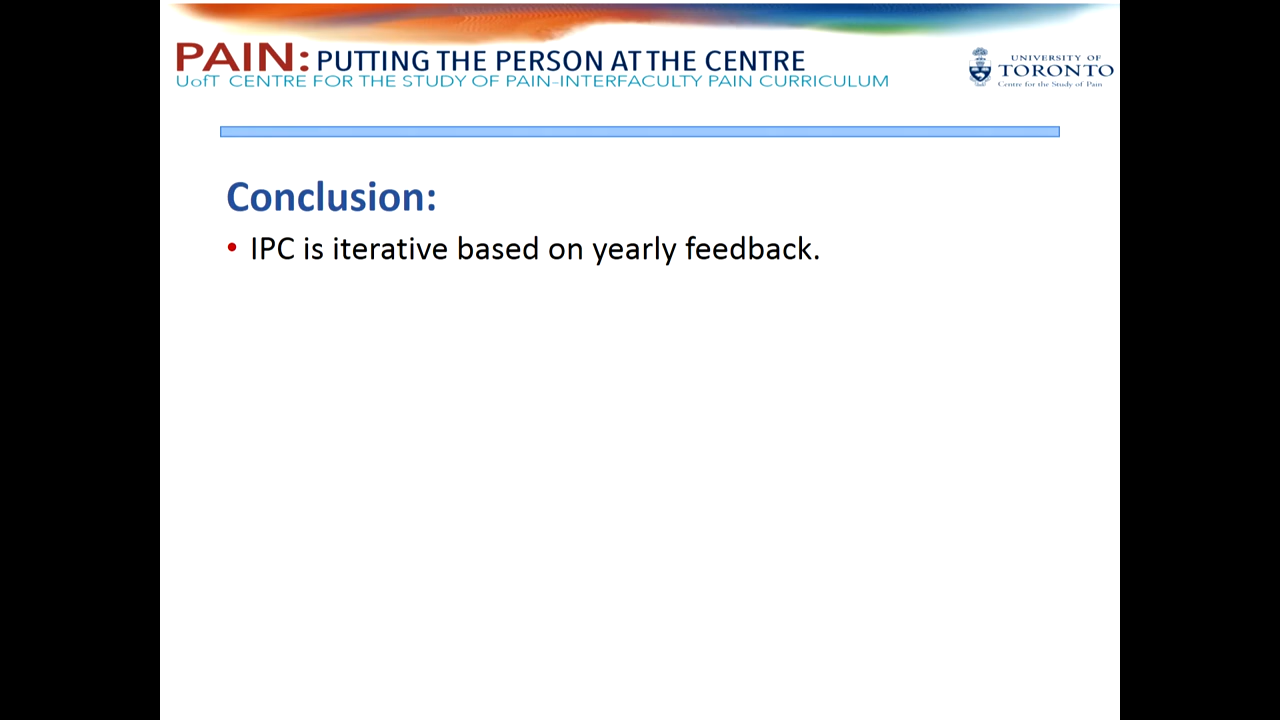 PAIN: PUTTING THE PERSON AT THE CENTRE
UofT CENTRE FOR THE STUDY OF PAIN-INTERFACULTY PAIN CURRICULUM
UNIVERSITY OF
TORONTO
Centre for the Study of Pain
Conclusion:
• IPC is iterative based on yearly feedback.